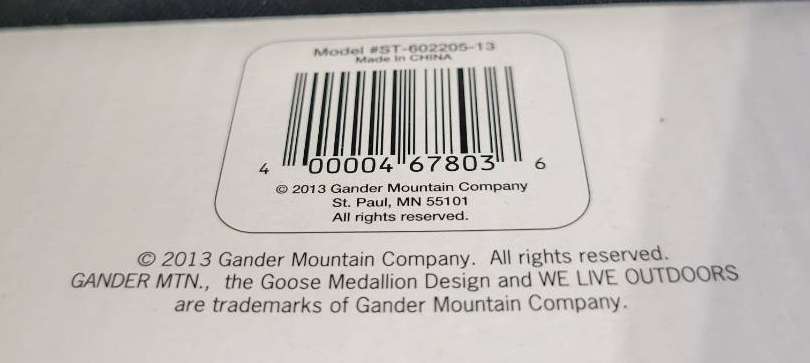 Model #ST-602205-13
Made in CHINA
4 00004 67803 6
© 2013 Gander Mountain Company
St. Paul, MN 55101
All rights reserved.
© 2013 Gander Mountain Company. All rights reserved.
GANDER MTN., the Goose Medallion Design and WE LIVE OUTDOORS
are trademarks of Gander Mountain Company.